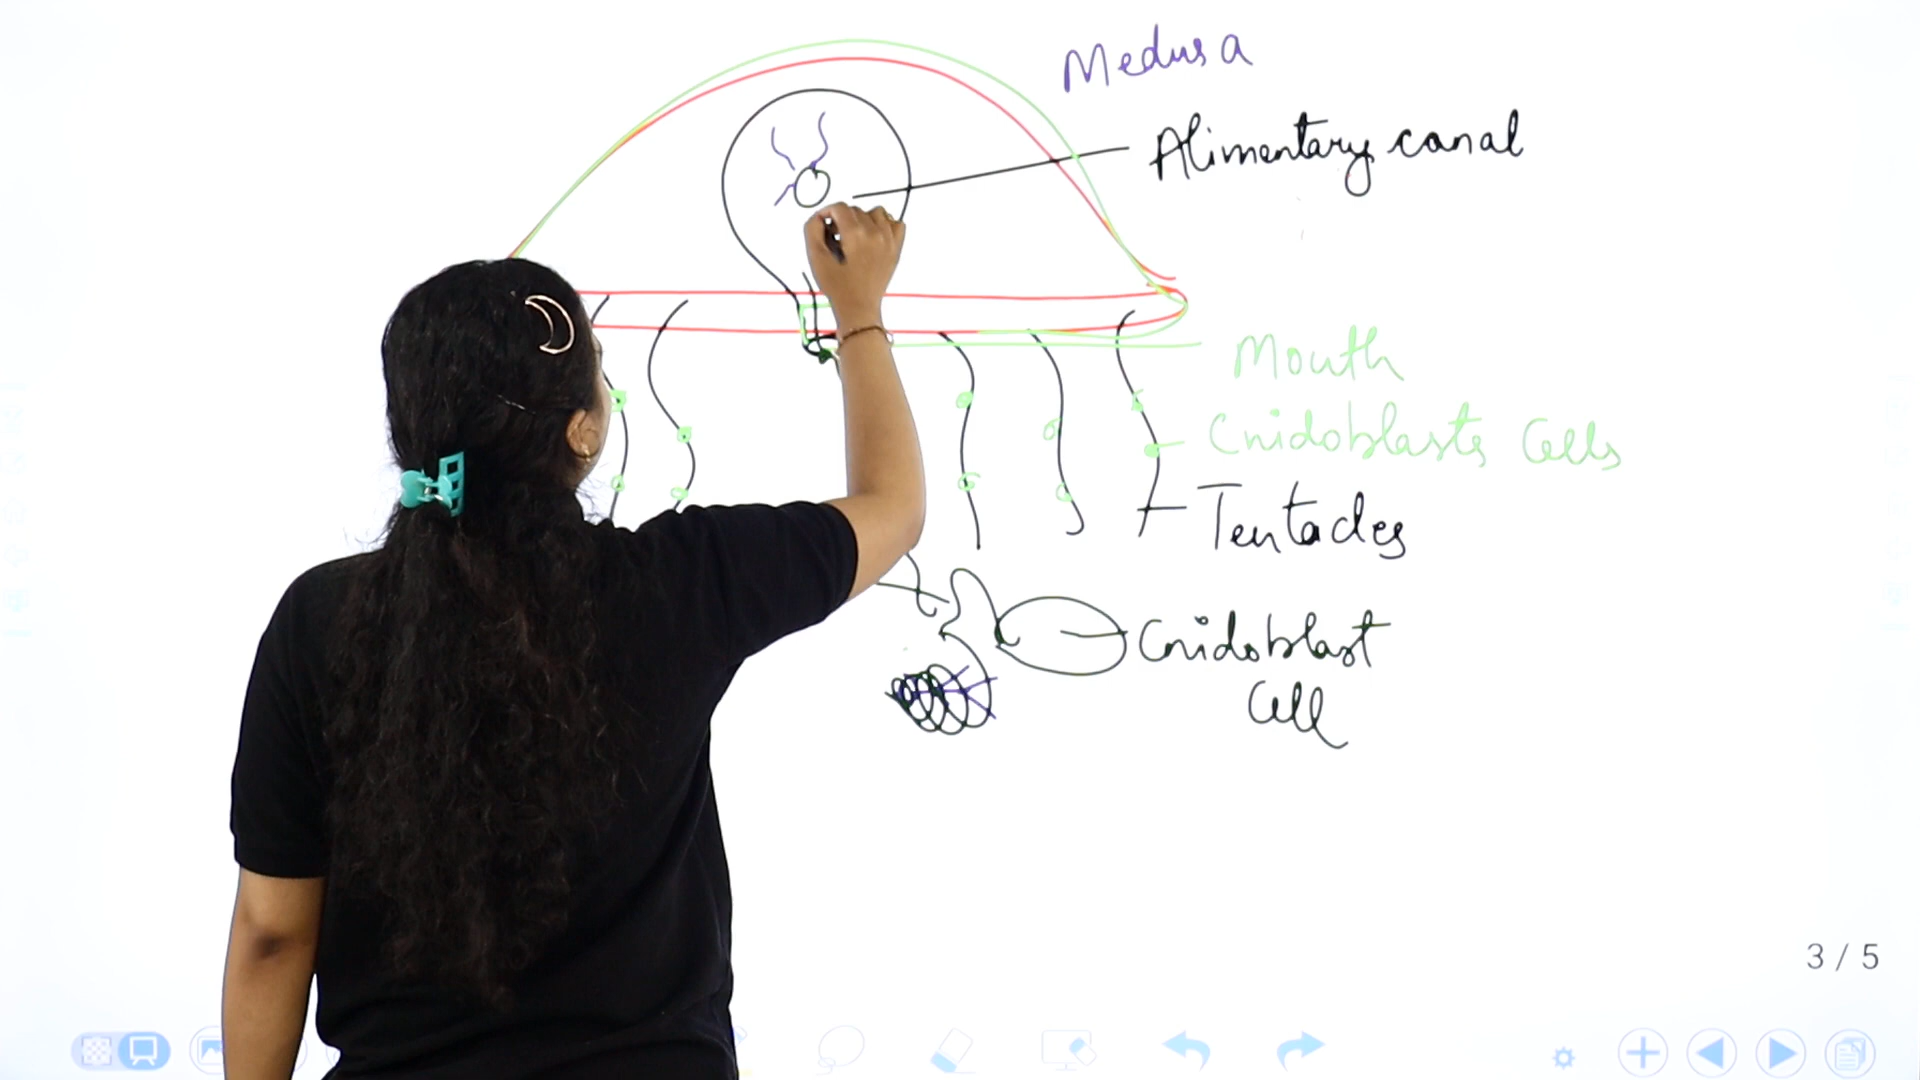 Medusa
Alimentary canal
Mouth
Cnidoblasts Cells
Tentacles
Cnidoblast
Cell
3 / 5